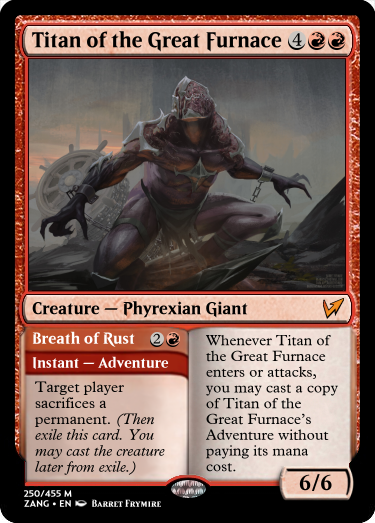 Titan of the Great Furnace 4
Creature — Phyrexian Giant
Breath of Rust 2
Instant — Adventure
Target player
sacrifices a
permanent. (Then
exile this card. You
may cast the creature
later from exile.)
Whenever Titan of
the Great Furnace
enters or attacks,
you may cast a copy
of Titan of the
Great Furnace's
Adventure without
paying its mana
cost.
6/6
250/455 M
ZANG • EN Barret Frymire